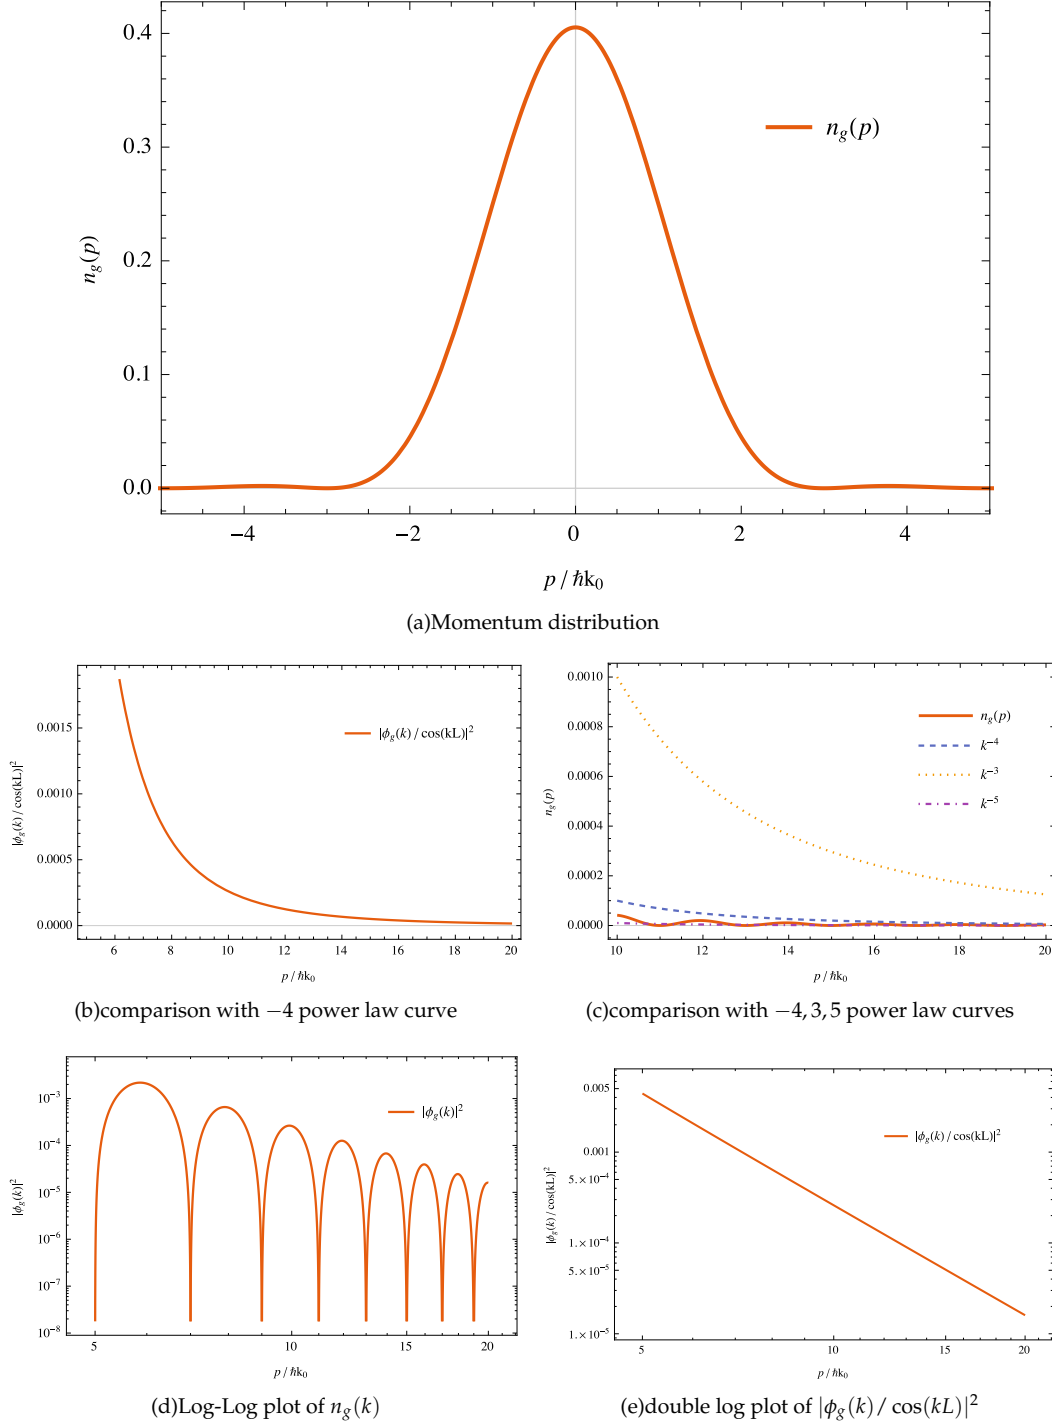 0.4
0.3
0.2
0.1
0.0
n_g(p)
n_g(p)
−4 −2 0 2 4
p / ℏk₀
(a)Momentum distribution
0.0015
0.0010
0.0005
0.0000
|ϕ_g(k) / cos(kL)|²
|ϕ_g(k) / cos(kL)|²
6 8 10 12 14 16 18 20
p / ℏk₀
(b)comparison with −4 power law curve
0.0010
0.0008
0.0006
0.0004
0.0002
0.0000
n_g(p)
n_g(p)
k⁻⁴
k⁻³
k⁻⁵
10 12 14 16 18 20
p / ℏk₀
(c)comparison with −4, 3, 5 power law curves
10⁻³
10⁻⁴
10⁻⁵
10⁻⁶
10⁻⁷
10⁻⁸
|ϕ_g(k)|²
|ϕ_g(k)|²
5 10 15 20
p / ℏk₀
(d)Log-Log plot of n_g(k)
0.005
0.001
5.×10⁻⁴
1.×10⁻⁴
5.×10⁻⁵
1.×10⁻⁵
|ϕ_g(k) / cos(kL)|²
|ϕ_g(k) / cos(kL)|²
5 10 15 20
p / ℏk₀
(e)double log plot of |ϕ_g(k) / cos(kL)|²